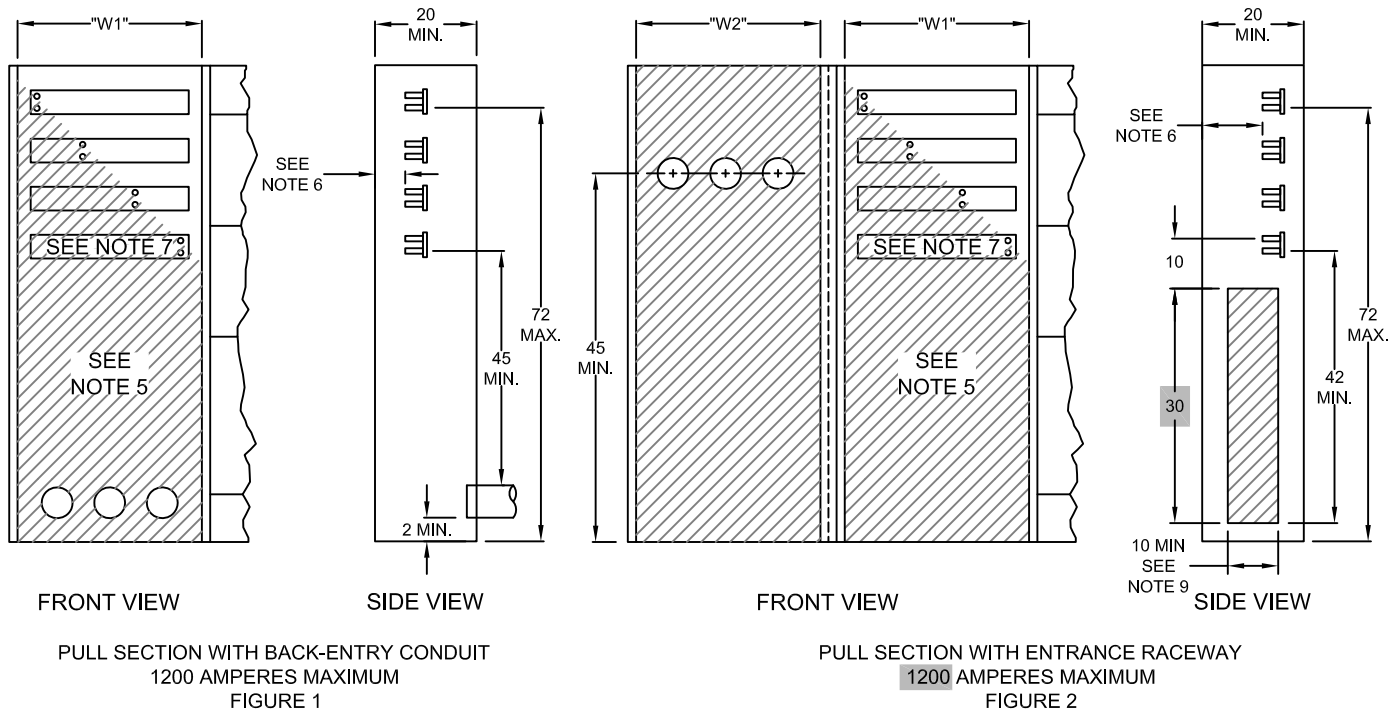 "W1"
20
MIN.
"W2"
"W1"
20
MIN.
SEE
NOTE 6
SEE
NOTE 6
SEE NOTE 7
SEE NOTE 7
10
72
MAX.
72
MAX.
SEE
NOTE 5
45
MIN.
45
MIN.
SEE
NOTE 5
30
42
MIN.
2 MIN.
10 MIN
SEE
NOTE 9
FRONT VIEW
SIDE VIEW
FRONT VIEW
SIDE VIEW
PULL SECTION WITH BACK-ENTRY CONDUIT
1200 AMPERES MAXIMUM
FIGURE 1
PULL SECTION WITH ENTRANCE RACEWAY
1200 AMPERES MAXIMUM
FIGURE 2